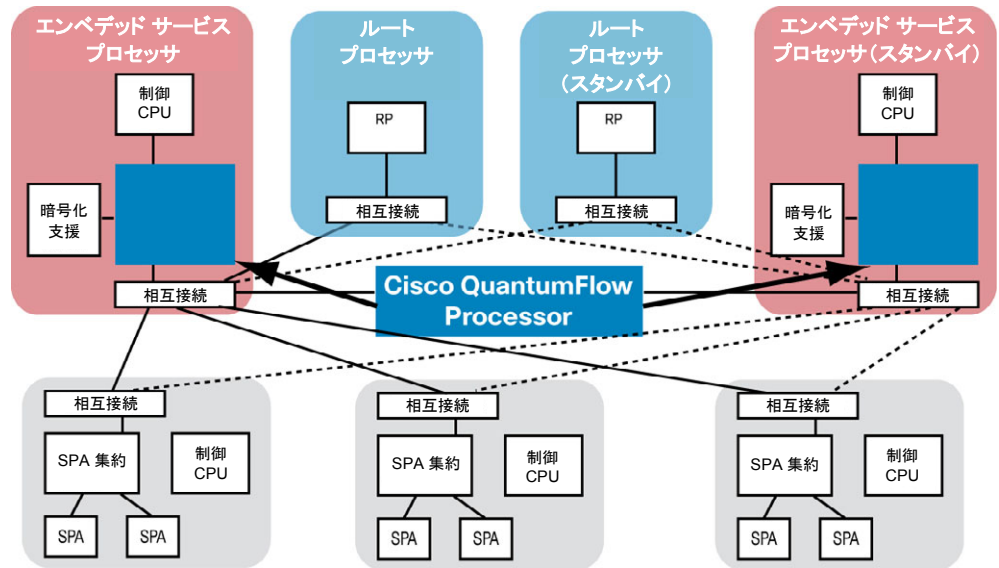 エンベデッド サービス
プロセッサ
制御
CPU
暗号化
支援
相互接続
ルート
プロセッサ
RP
相互接続
ルート
プロセッサ
（スタンバイ）
RP
相互接続
エンベデッド サービス
プロセッサ（スタンバイ）
制御
CPU
暗号化
支援
相互接続
Cisco QuantumFlow
Processor
相互接続
SPA 集約
制御
CPU
SPA
SPA
相互接続
SPA 集約
制御
CPU
SPA
SPA
相互接続
SPA 集約
制御
CPU
SPA
SPA